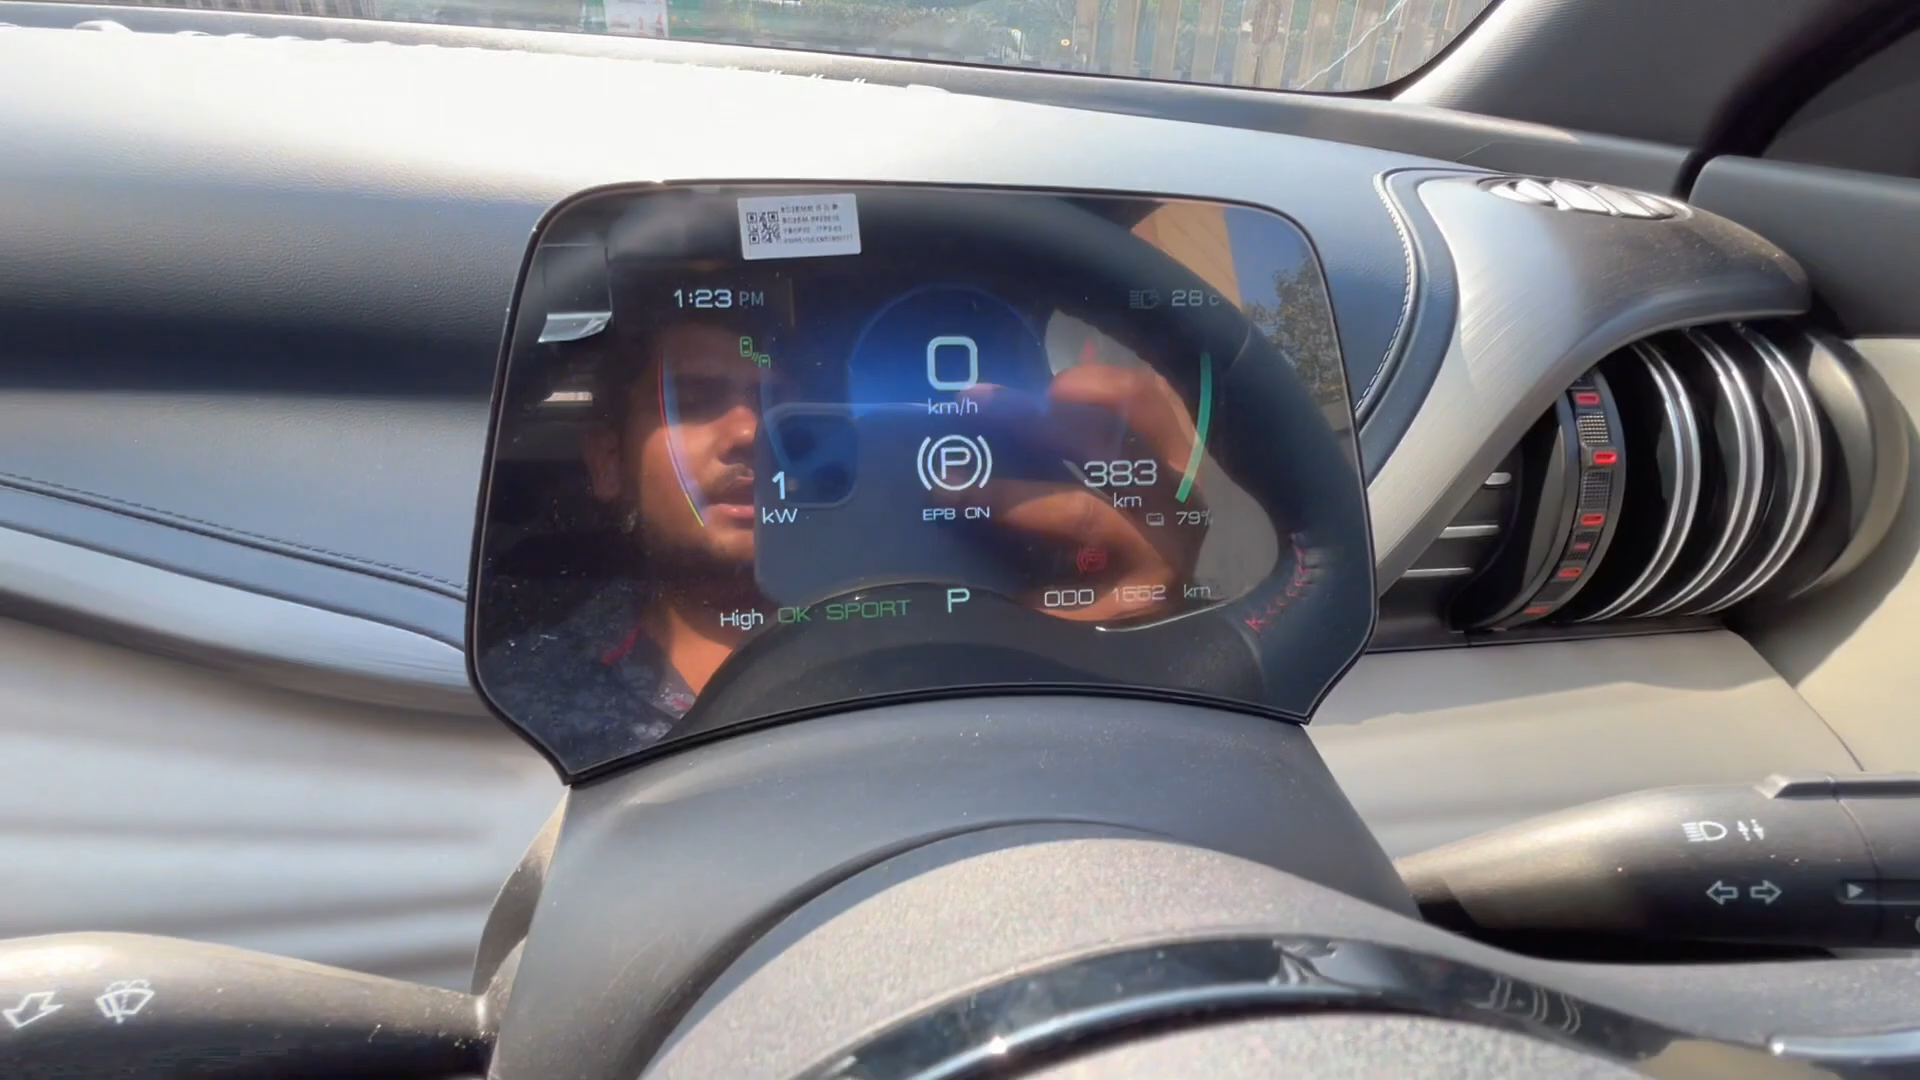 1:23 PM
28°C
0
km/h
P
1
kW
EPB ON
383
km
79%
High OK SPORT P ODO 1552 km